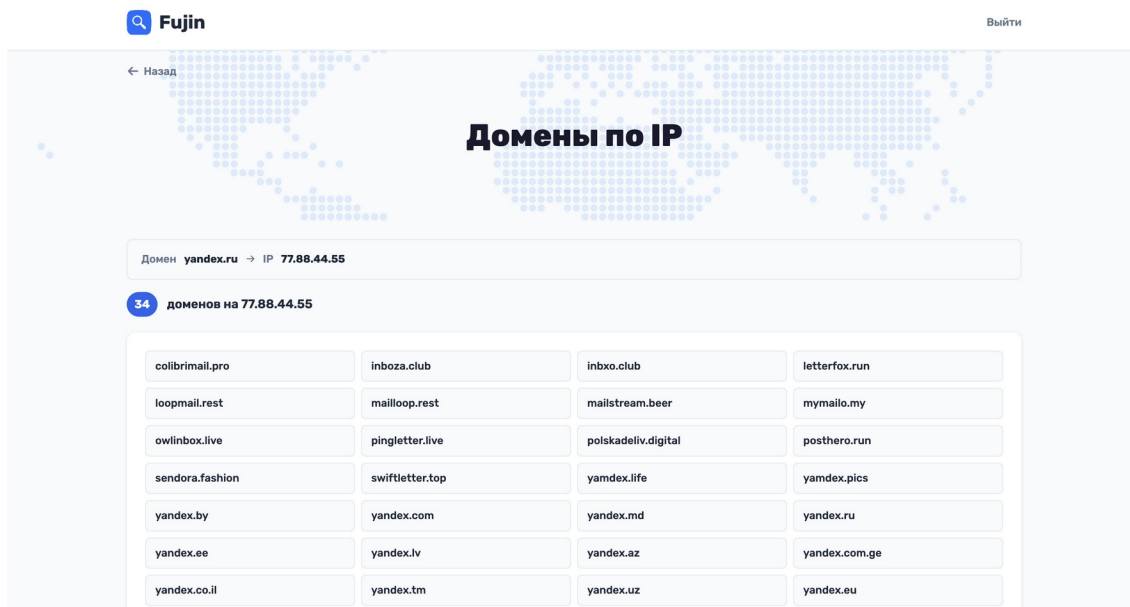 Fujin
Выйти
← Назад
Домены по IP
Домен yandex.ru → IP 77.88.44.55
34 доменов на 77.88.44.55
colibrimail.pro inboza.club inbxo.club letterfox.run
loopmail.rest mailloop.rest mailstream.beer mymailo.my
owlinbox.live pingletter.live polskadeliv.digital posthero.run
sendora.fashion swiftletter.top yamdex.life yamdex.pics
yandex.by yandex.com yandex.md yandex.ru
yandex.ee yandex.lv yandex.az yandex.com.ge
yandex.co.il yandex.tm yandex.uz yandex.eu